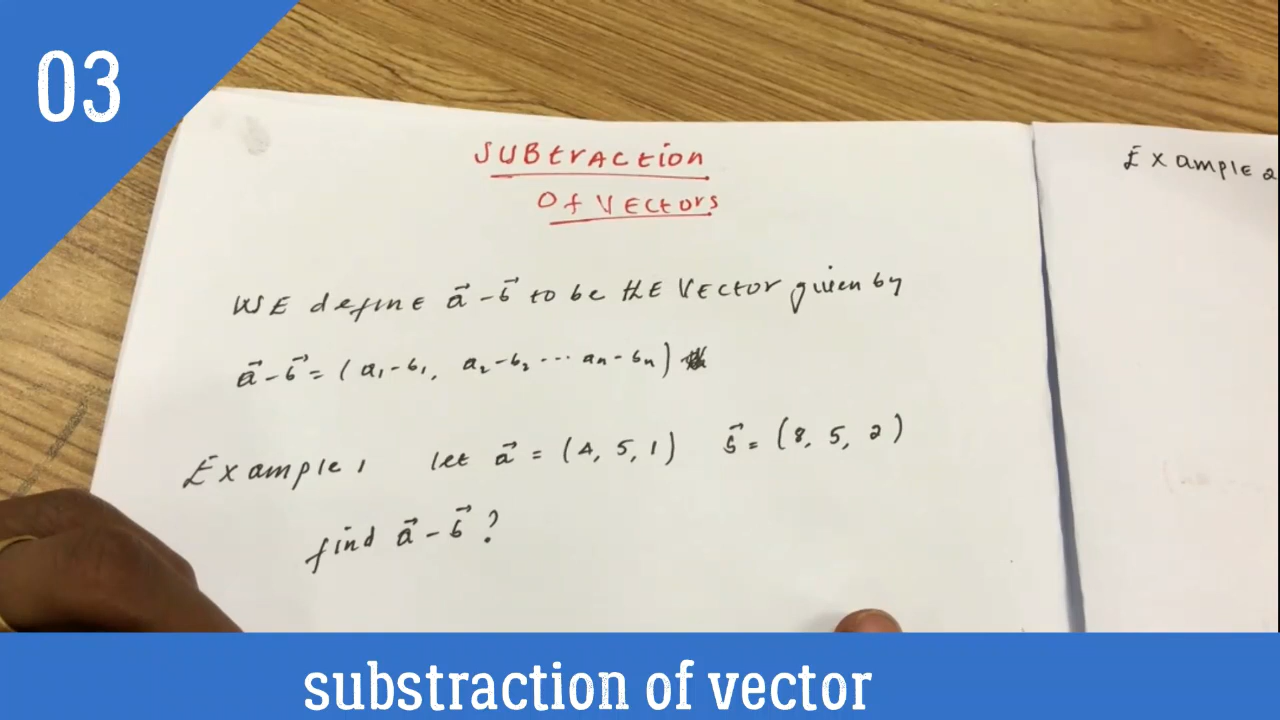 03
SUBtrACtion
Of VECtOrS
WE defINE a⃗ - b⃗ to be tHE VECTOR given by
a⃗ - b⃗ = (a₁-b₁, a₂-b₂ ... an-bn)
Example 1 let a⃗ = (4, 5, 1) b⃗ = (8, 5, 2)
find a⃗ - b⃗ ?
Example 2
substraction of vector